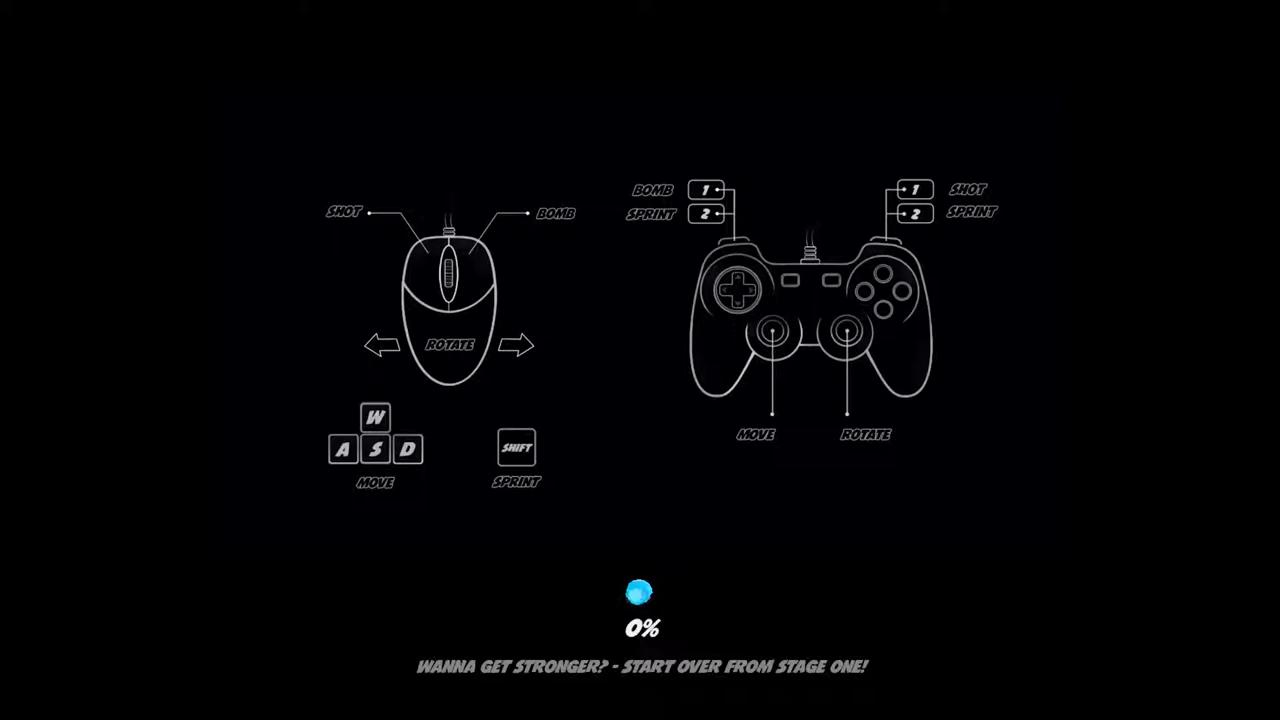 SHOT
BOMB
ROTATE
W
A S D
MOVE
SHIFT
SPRINT
BOMB 1
SPRINT 2
1 SHOT
2 SPRINT
MOVE
ROTATE
0%
WANNA GET STRONGER? - START OVER FROM STAGE ONE!